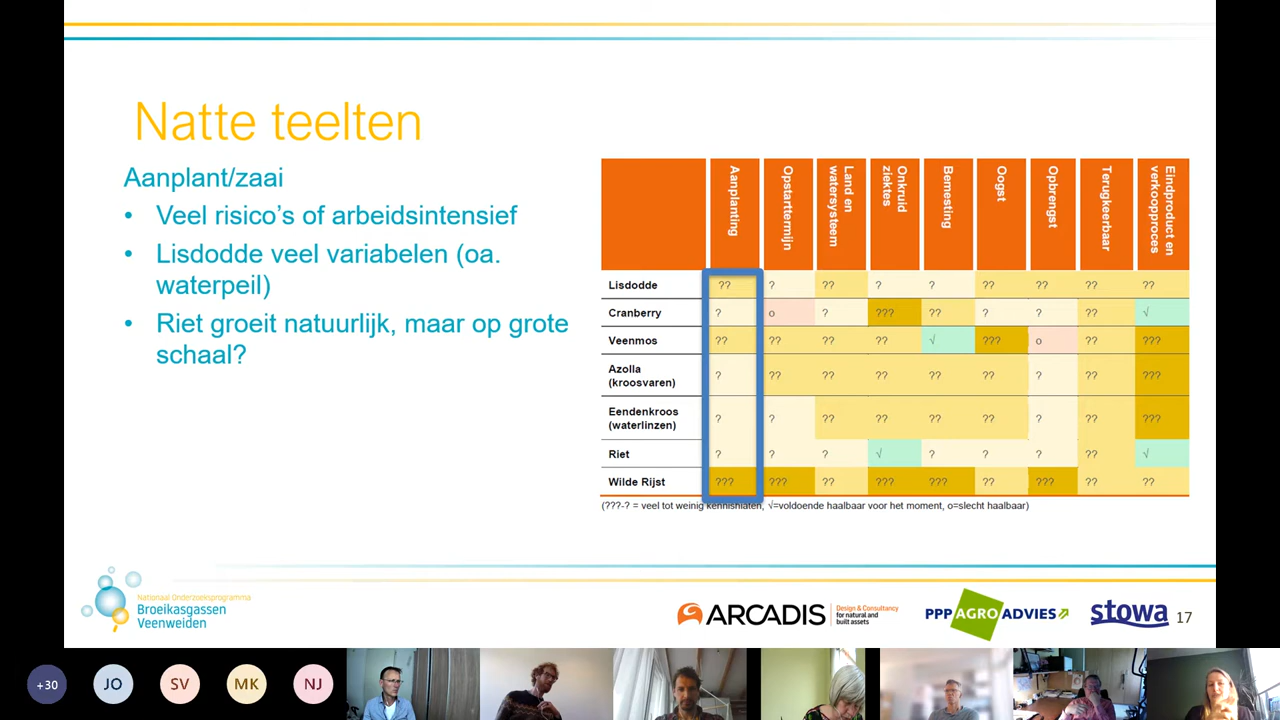 Natte teelten
Aanplant/zaai
• Veel risico's of arbeidsintensief
• Lisdodde veel variabelen (oa.
waterpeil)
• Riet groeit natuurlijk, maar op grote
schaal?
Aanplanting Opstarttermijn Land en watersysteem Onkruid ziektes Bemesting Oogst Opbrengst Terugkeerbaar Eindproduct en verkoopproces
Lisdodde ?? ? ?? ? ? ?? ?? ?? ??
Cranberry ? o ? ??? ?? ? ? ?? √
Veenmos ?? ?? ?? ?? √ ??? o ?? ???
Azolla
(kroosvaren) ? ?? ?? ?? ?? ?? ? ?? ???
Eendenkroos
(waterlinzen) ? ? ?? ?? ?? ?? ? ?? ???
Riet ? ? ? √ ? ? ? ?? √
Wilde Rijst ??? ??? ?? ??? ??? ?? ??? ?? ??
(???-? = veel tot weinig kennishiaten, √=voldoende haalbaar voor het moment, o=slecht haalbaar)
Nationaal Onderzoeksprogramma
Broeikasgassen
Veenweiden
ARCADIS
Design & Consultancy
for natural and
built assets
PPP AGRO ADVIES
stowa
17
+30 JO SV MK NJ